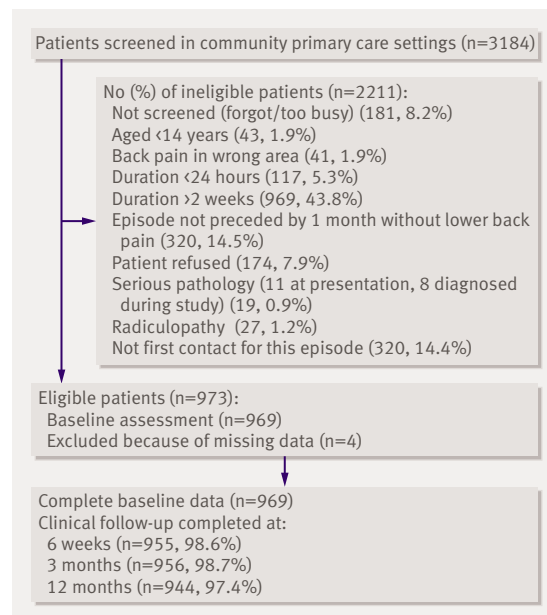 Patients screened in community primary care settings (n=3184)
No (%) of ineligible patients (n=2211):
Not screened (forgot/too busy) (181, 8.2%)
Aged <14 years (43, 1.9%)
Back pain in wrong area (41, 1.9%)
Duration <24 hours (117, 5.3%)
Duration >2 weeks (969, 43.8%)
Episode not preceded by 1 month without lower back
pain (320, 14.5%)
Patient refused (174, 7.9%)
Serious pathology (11 at presentation, 8 diagnosed
during study) (19, 0.9%)
Radiculopathy (27, 1.2%)
Not first contact for this episode (320, 14.4%)
Eligible patients (n=973):
Baseline assessment (n=969)
Excluded because of missing data (n=4)
Complete baseline data (n=969)
Clinical follow-up completed at:
6 weeks (n=955, 98.6%)
3 months (n=956, 98.7%)
12 months (n=944, 97.4%)